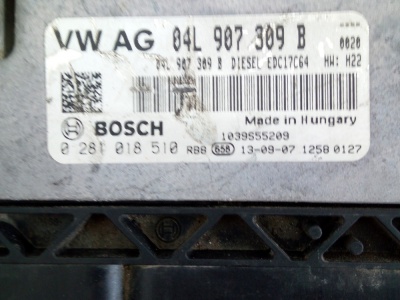 VW AG 04L 907 309 B 0020
04L 907 309 B DIESEL EDC17C64 HW: H22
Made in Hungary
BOSCH 1039S55209
0 281 018 510 RBB 658 13-09-07 1258 0127